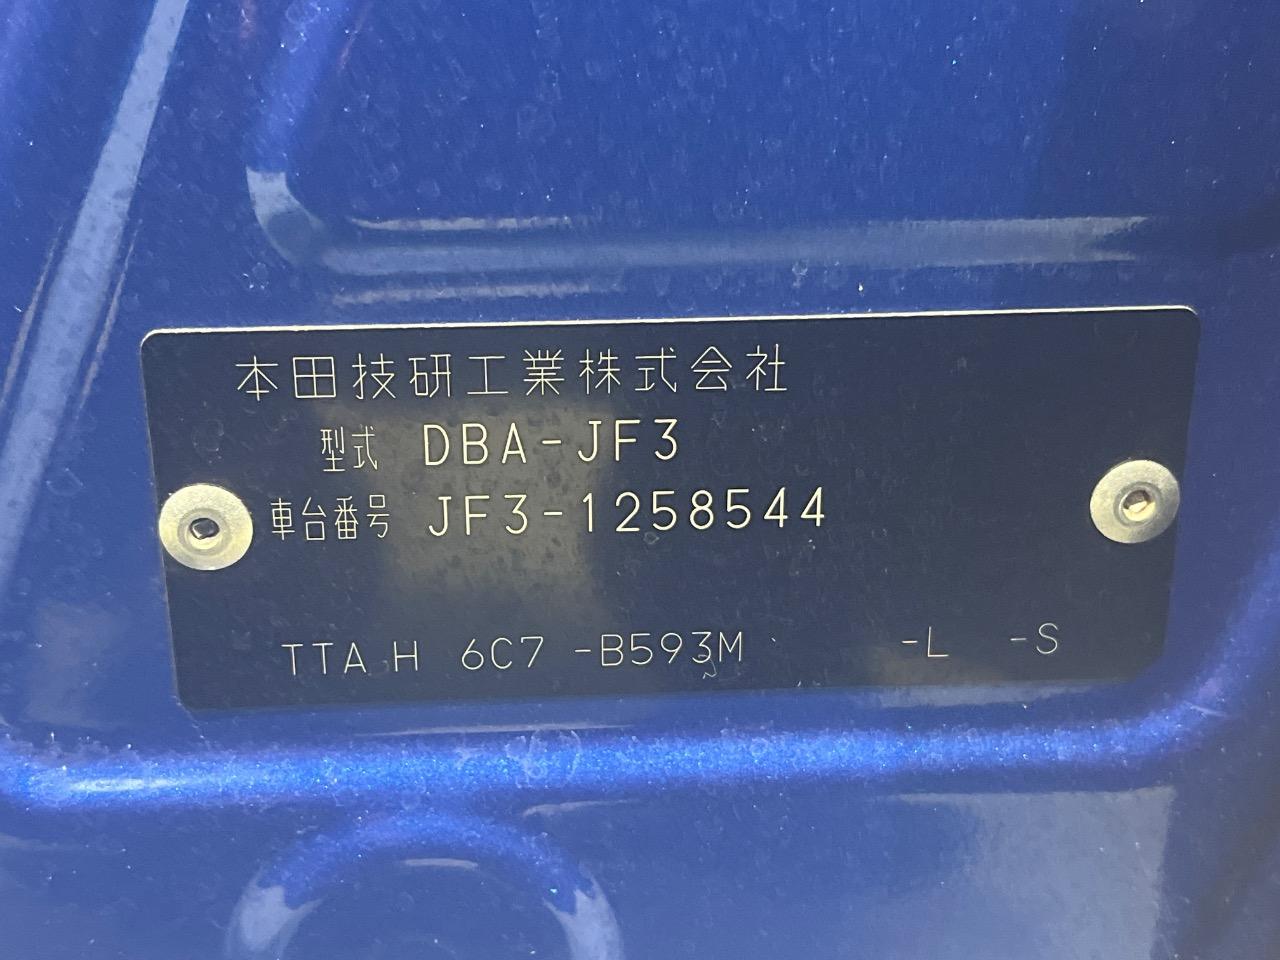 本田技研工業株式会社
型式 DBA-JF3
車台番号 JF3-1258544
TTA H 6C7 -B593M -L -S